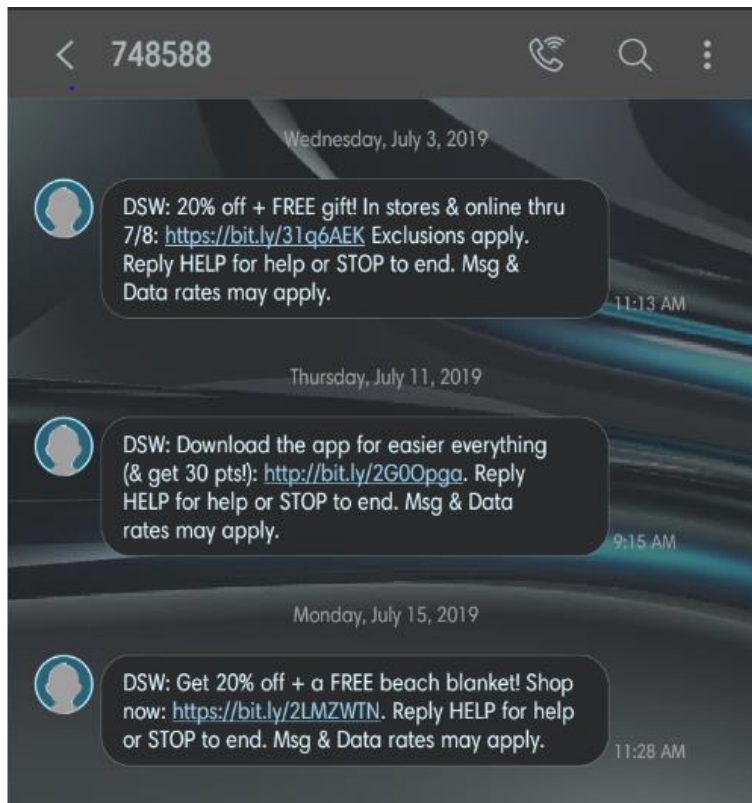 748588
Wednesday, July 3, 2019
DSW: 20% off + FREE gift! In stores & online thru
7/8: https://bit.ly/31q6AEK Exclusions apply.
Reply HELP for help or STOP to end. Msg &
Data rates may apply.
11:13 AM
Thursday, July 11, 2019
DSW: Download the app for easier everything
(& get 30 pts!): http://bit.ly/2G0Opga. Reply
HELP for help or STOP to end. Msg & Data
rates may apply.
9:15 AM
Monday, July 15, 2019
DSW: Get 20% off + a FREE beach blanket! Shop
now: https://bit.ly/2LMZWTN. Reply HELP for help
or STOP to end. Msg & Data rates may apply.
11:28 AM